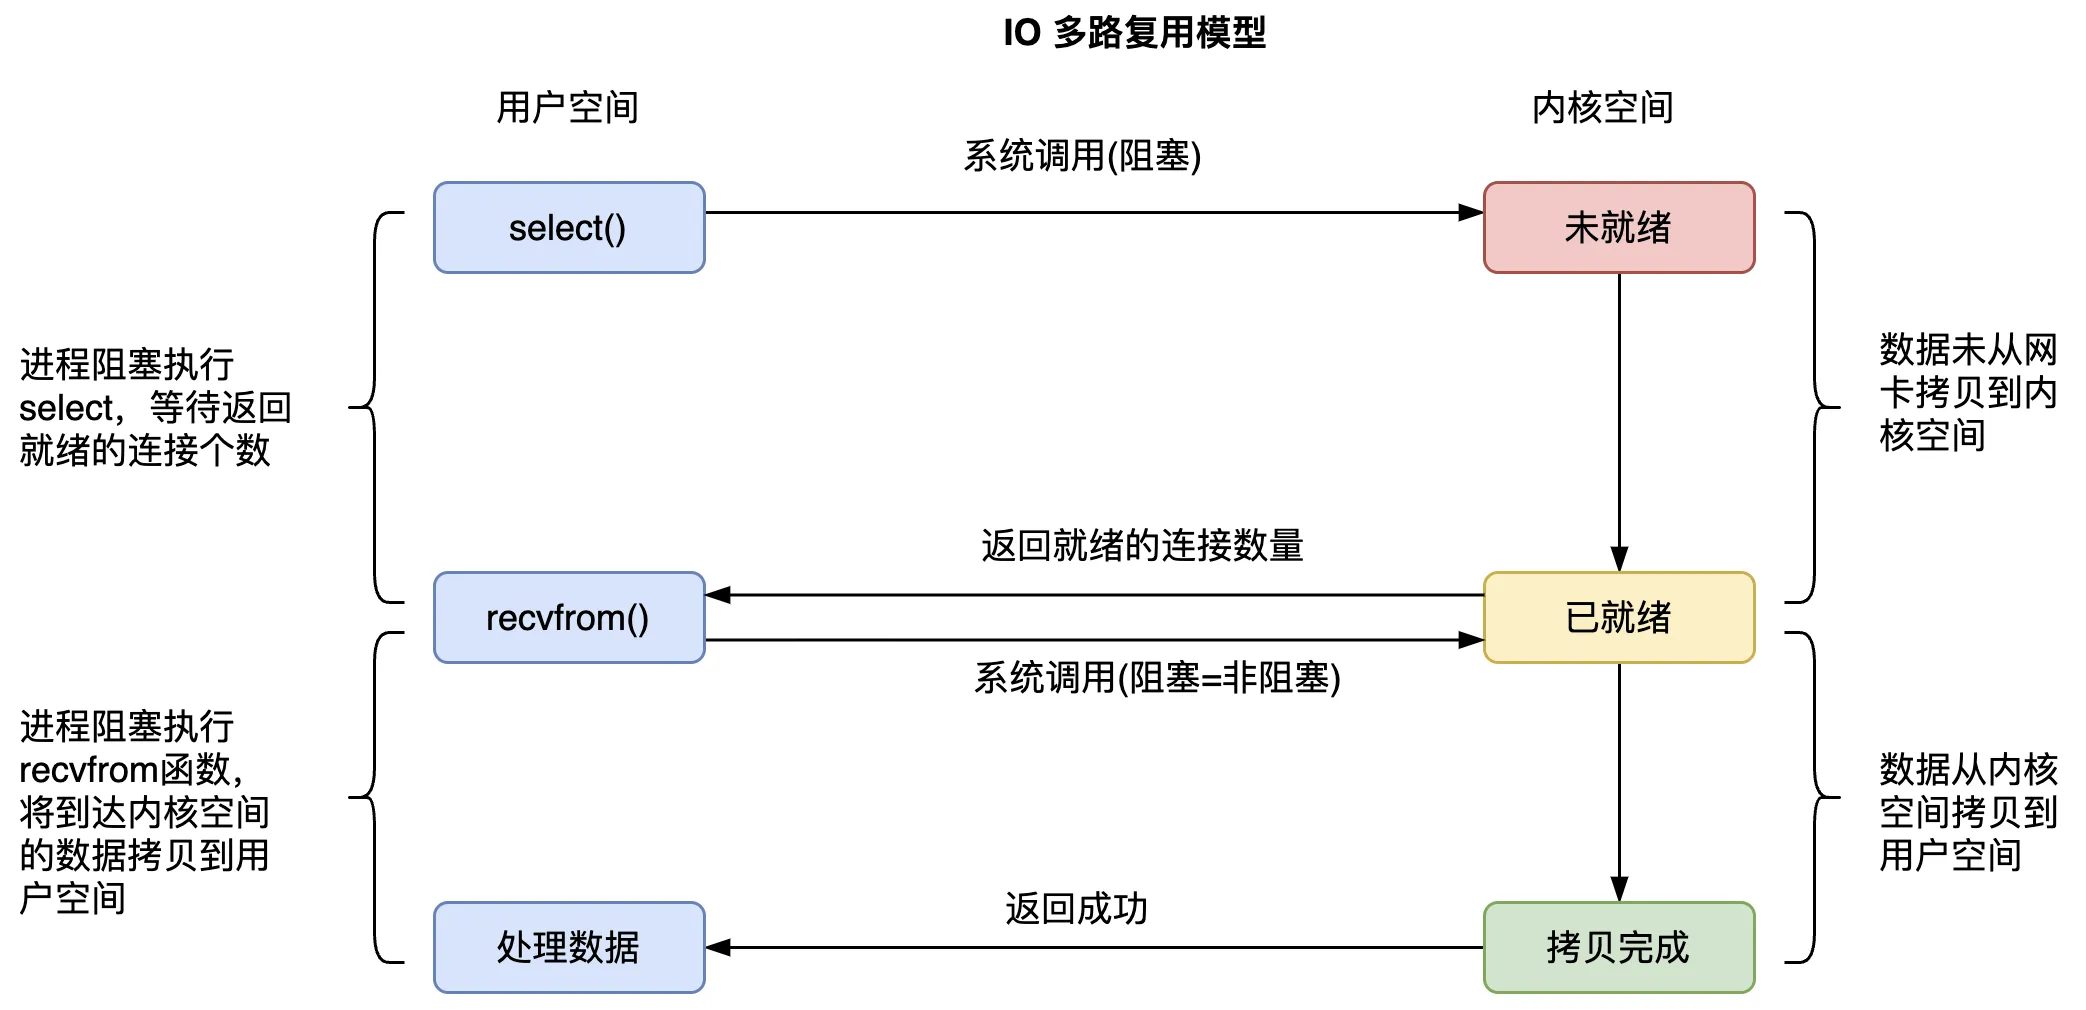 IO 多路复用模型
用户空间
内核空间
系统调用(阻塞)
select()
未就绪
进程阻塞执行
select，等待返回
就绪的连接个数
数据未从网
卡拷贝到内
核空间
返回就绪的连接数量
recvfrom()
已就绪
系统调用(阻塞=非阻塞)
进程阻塞执行
recvfrom函数，
将到达内核空间
的数据拷贝到用
户空间
数据从内核
空间拷贝到
用户空间
返回成功
处理数据
拷贝完成